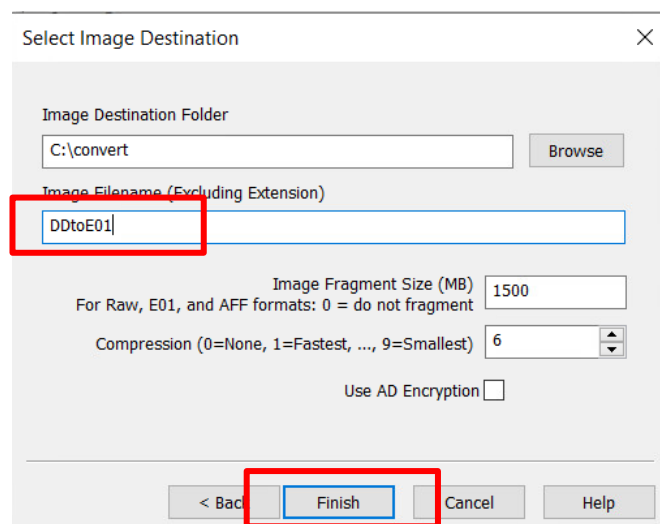 Select Image Destination
Image Destination Folder
C:\convert
Browse
Image Filename (Excluding Extension)
DDtoE01
Image Fragment Size (MB)
1500
For Raw, E01, and AFF formats: 0 = do not fragment
Compression (0=None, 1=Fastest, ..., 9=Smallest)
6
Use AD Encryption
< Back
Finish
Cancel
Help